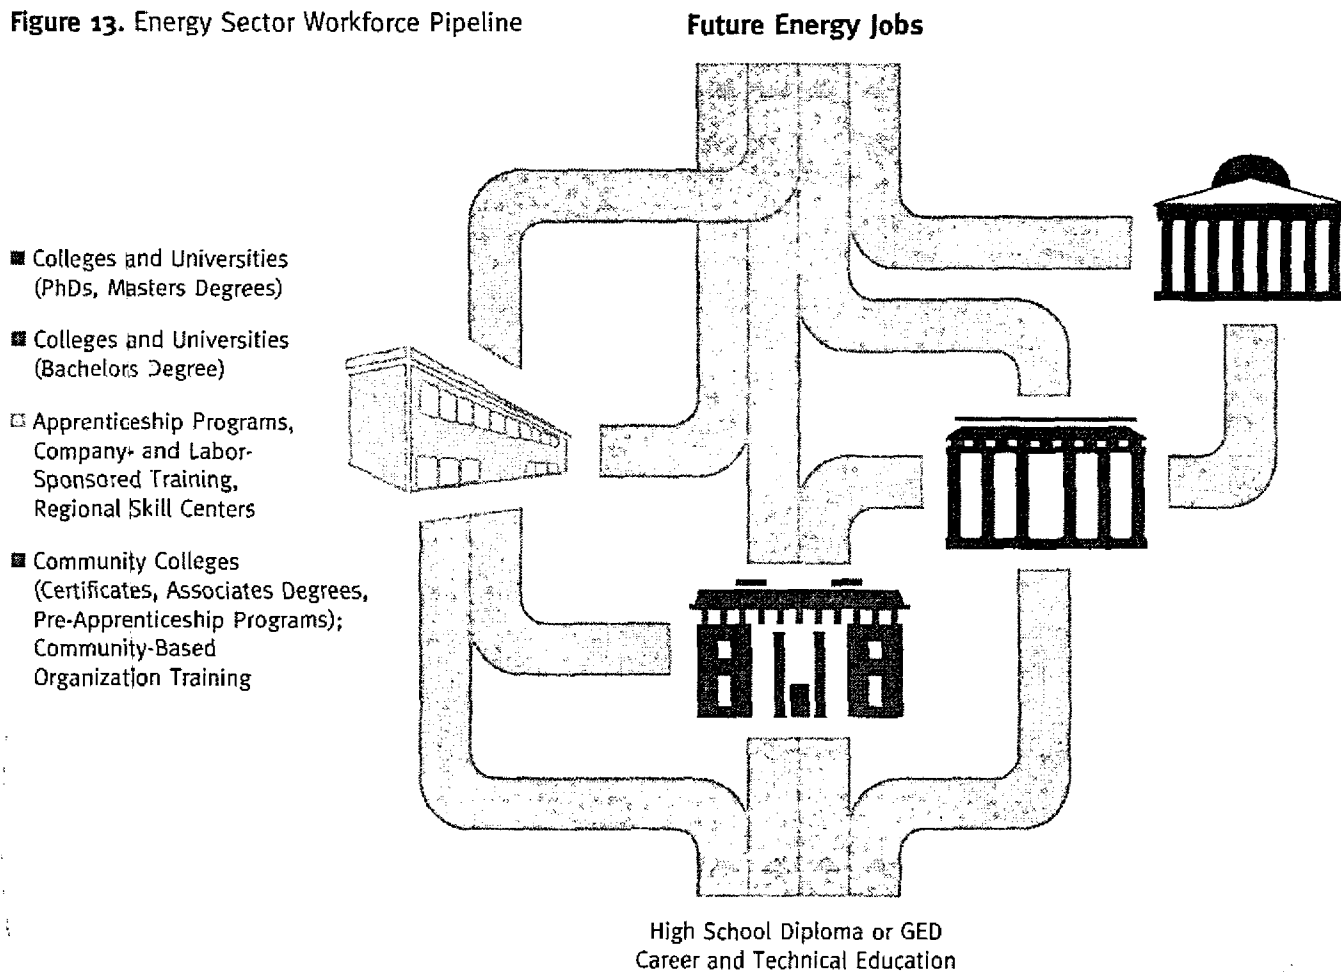 Figure 13. Energy Sector Workforce Pipeline
Future Energy Jobs
Colleges and Universities
(PhDs, Masters Degrees)
Colleges and Universities
(Bachelors Degree)
Apprenticeship Programs,
Company- and Labor-
Sponsored Training,
Regional Skill Centers
Community Colleges
(Certificates, Associates Degrees,
Pre-Apprenticeship Programs);
Community-Based
Organization Training
High School Diploma or GED
Career and Technical Education